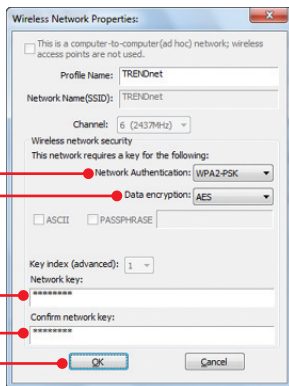 Wireless Network Properties:
This is a computer-to-computer(ad hoc) network; wireless
access points are not used.
Profile Name: TRENDnet
Network Name(SSID): TRENDnet
Channel: 6 (2437MHz)
Wireless network security
This network requires a key for the following:
Network Authentication: WPA2-PSK
Data encryption: AES
ASCII PASSPHRASE
Key index (advanced): 1
Network key:
********
Confirm network key:
********
OK Cancel